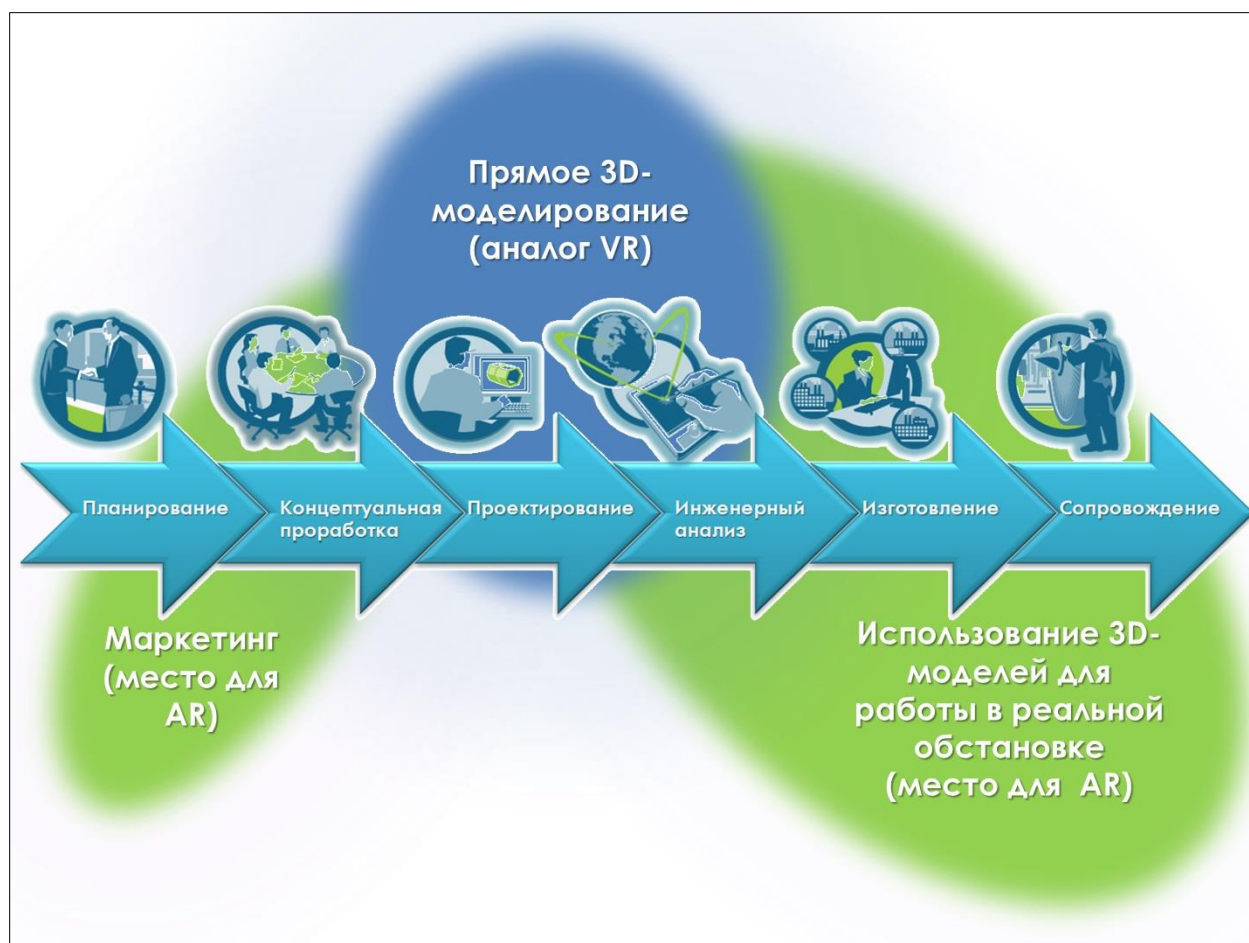 Прямое 3D-
моделирование
(аналог VR)
Планирование
Концептуальная
проработка
Проектирование
Инженерный
анализ
Изготовление
Сопровождение
Маркетинг
(место для
AR)
Использование 3D-
моделей для
работы в реальной
обстановке
(место для  AR)